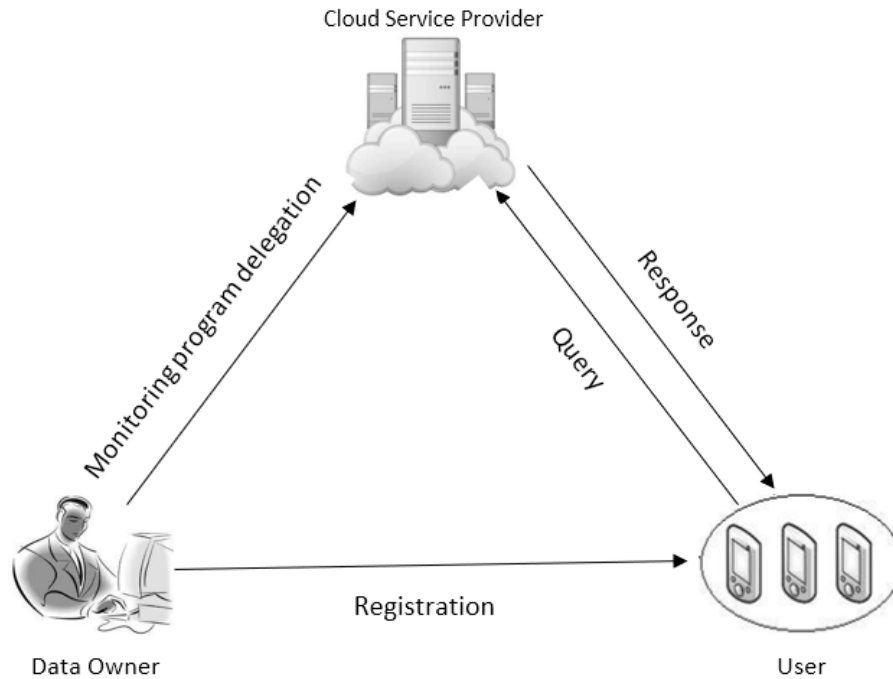 Cloud Service Provider
Monitoring program delegation
Response
Query
Registration
Data Owner
User